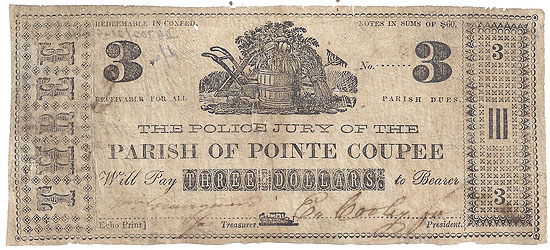 REDEEMABLE IN CONFED. NOTES IN SUMS OF $60.
3 No. 3
RECEIVABLE FOR ALL PARISH DUES.
THREE
THE POLICE JURY OF THE
PARISH OF POINTE COUPEE
Will Pay THREE DOLLARS to Bearer
Echo Print] Treasurer. President.
3
III
3